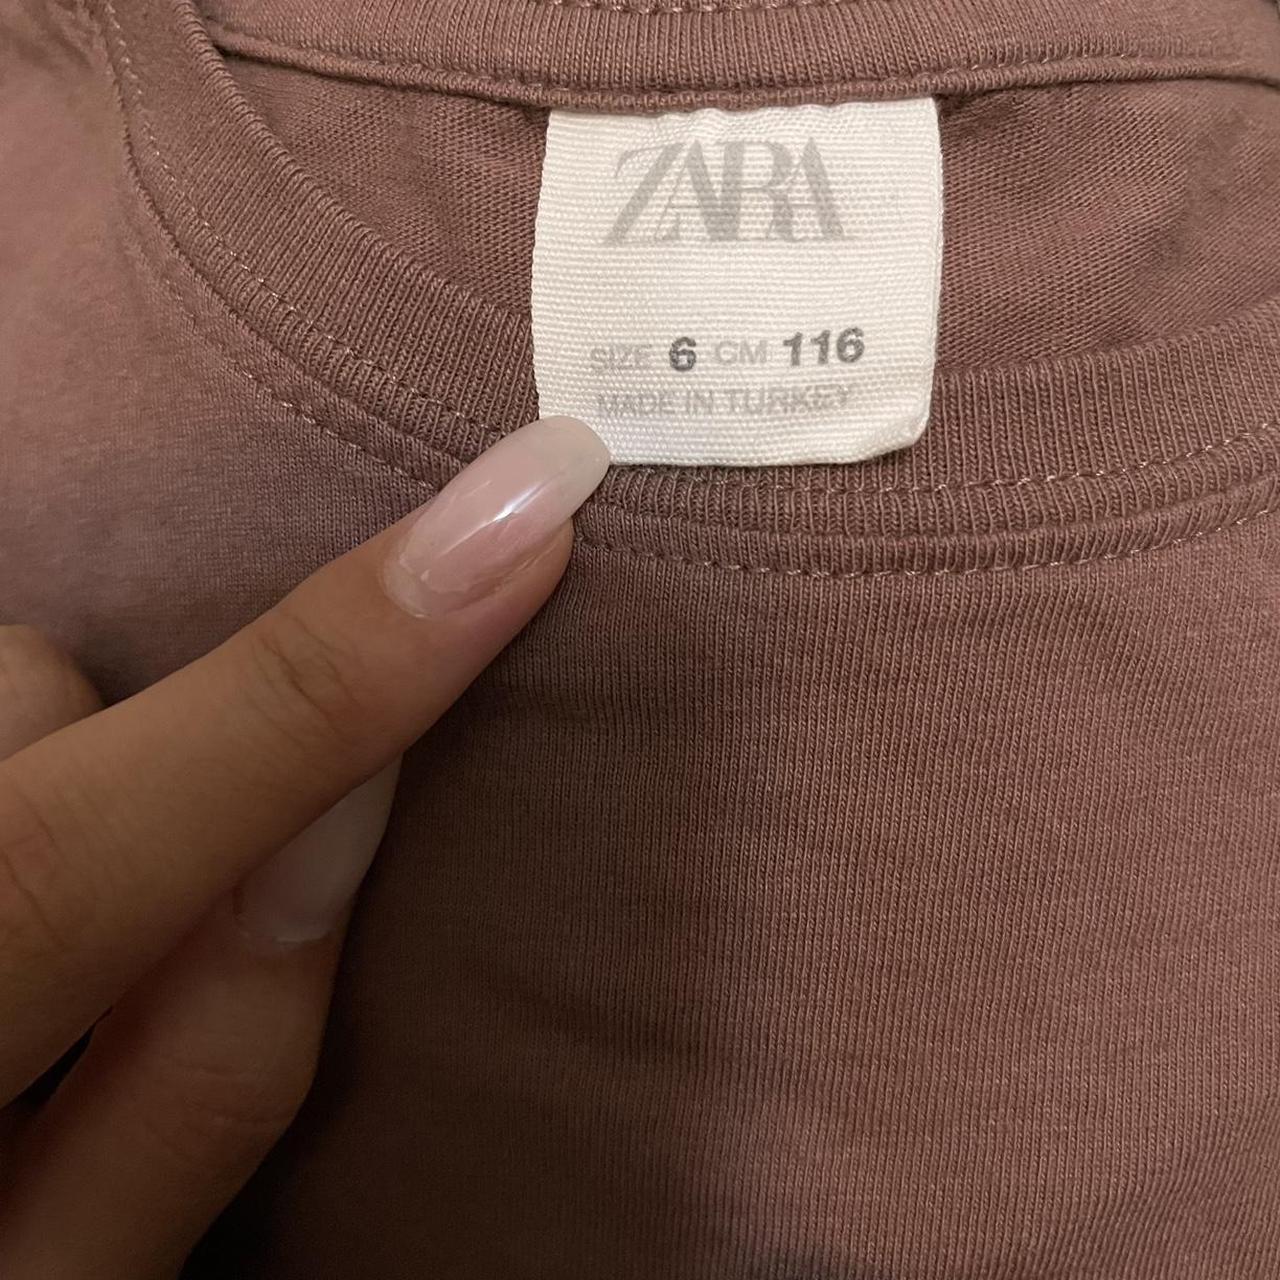 ZARA
SIZE 6 CM 116
MADE IN TURKEY